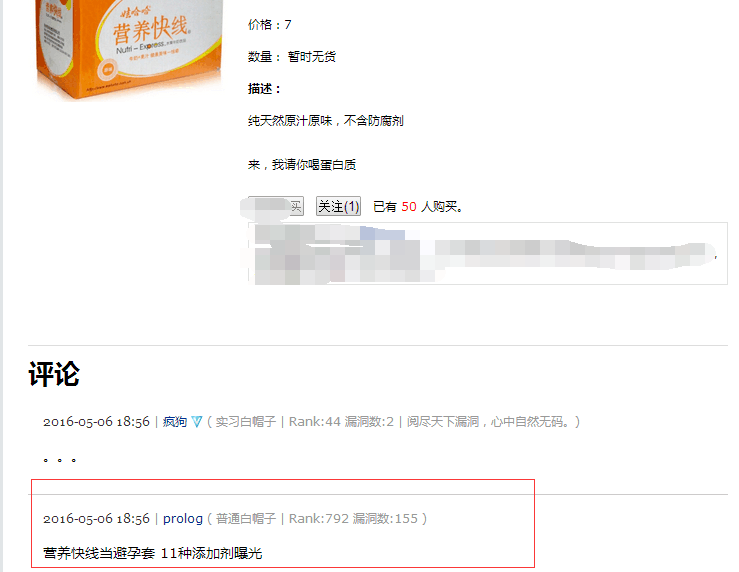 娃哈哈
营养快线
Nutri-Express
价格：7
数量： 暂时无货
描述：
纯天然原汁原味，不含防腐剂
来，我请你喝蛋白质
买 关注(1) 已有 50 人购买。
评论
2016-05-06 18:56 | 疯狗 ( 实习白帽子 | Rank:44 漏洞数:2 | 阅尽天下漏洞，心中自然无码。)
。。。
2016-05-06 18:56 | prolog ( 普通白帽子 | Rank:792 漏洞数:155 )
营养快线当避孕套 11种添加剂曝光